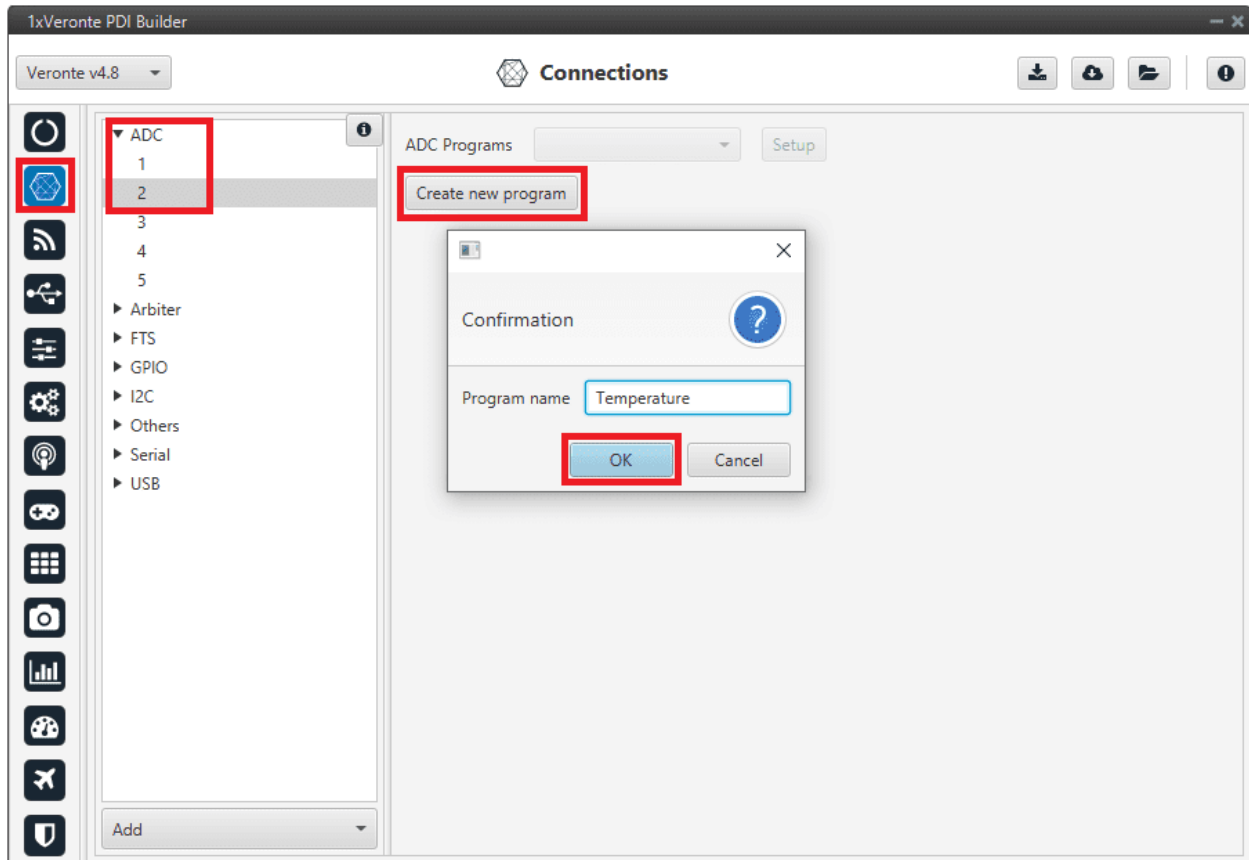 1xVeronte PDI Builder
Veronte v4.8
Connections
ADC
1
2
3
4
5
Arbiter
FTS
GPIO
I2C
Others
Serial
USB
Add
ADC Programs
Setup
Create new program
Confirmation
Program name
Temperature
OK
Cancel